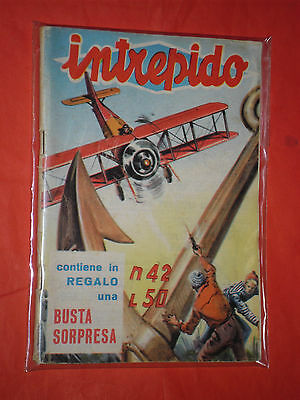 intrepido
contiene in
REGALO
una
BUSTA
SORPRESA
n 42
L 50